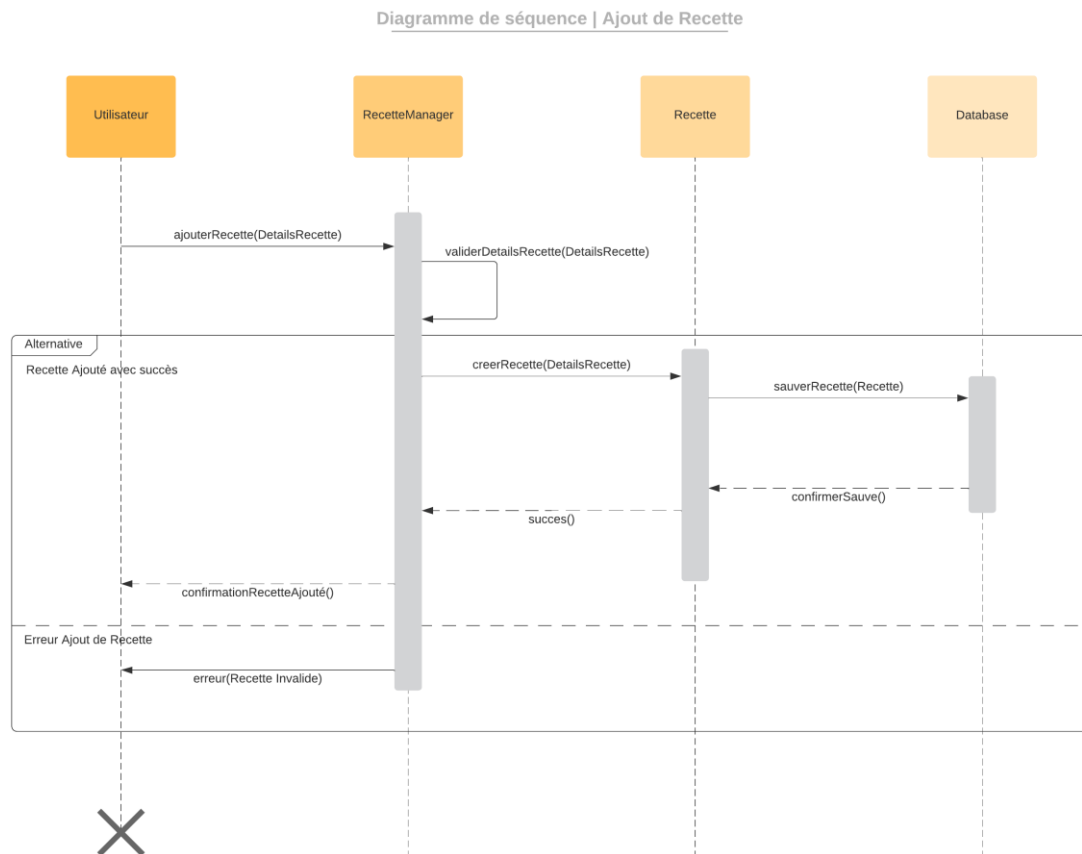 Diagramme de séquence | Ajout de Recette
Utilisateur
RecetteManager
Recette
Database
ajouterRecette(DetailsRecette)
validerDetailsRecette(DetailsRecette)
Alternative
Recette Ajouté avec succès
creerRecette(DetailsRecette)
sauverRecette(Recette)
confirmerSauve()
succes()
confirmationRecetteAjouté()
Erreur Ajout de Recette
erreur(Recette Invalide)